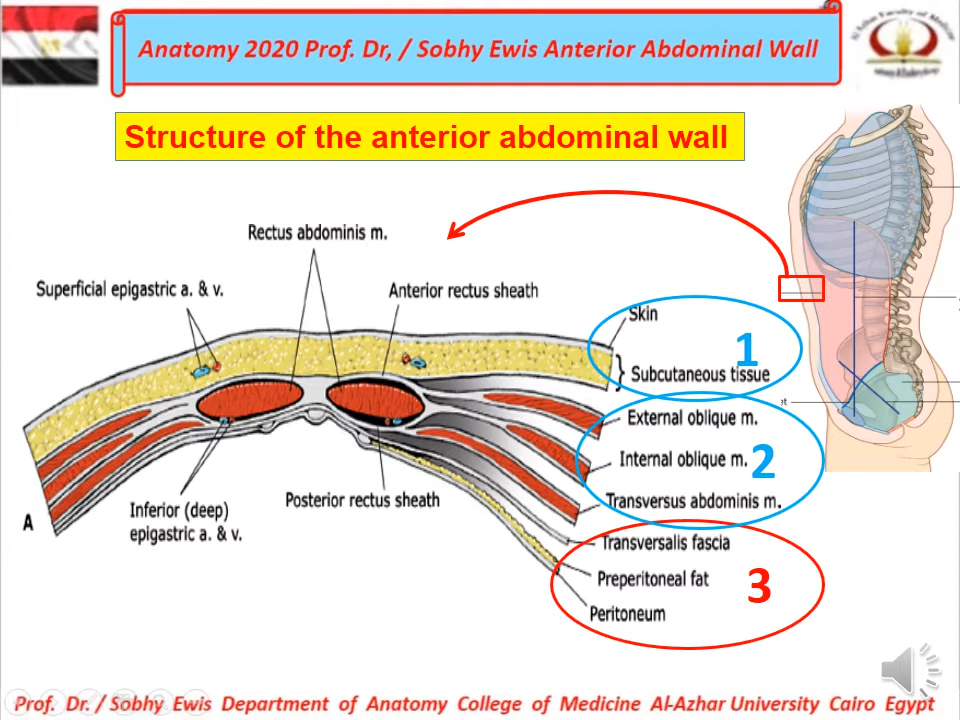 Anatomy 2020 Prof. Dr, / Sobhy Ewis Anterior Abdominal Wall
Structure of the anterior abdominal wall
Rectus abdominis m.
Superficial epigastric a. & v.
Anterior rectus sheath
Skin
1
Subcutaneous tissue
External oblique m.
Internal oblique m.
2
Transversus abdominis m.
Posterior rectus sheath
Inferior (deep)
epigastric a. & v.
A
Transversalis fascia
Preperitoneal fat
3
Peritoneum
Prof. Dr. / Sobhy Ewis Department of Anatomy College of Medicine Al-Azhar University Cairo Egypt